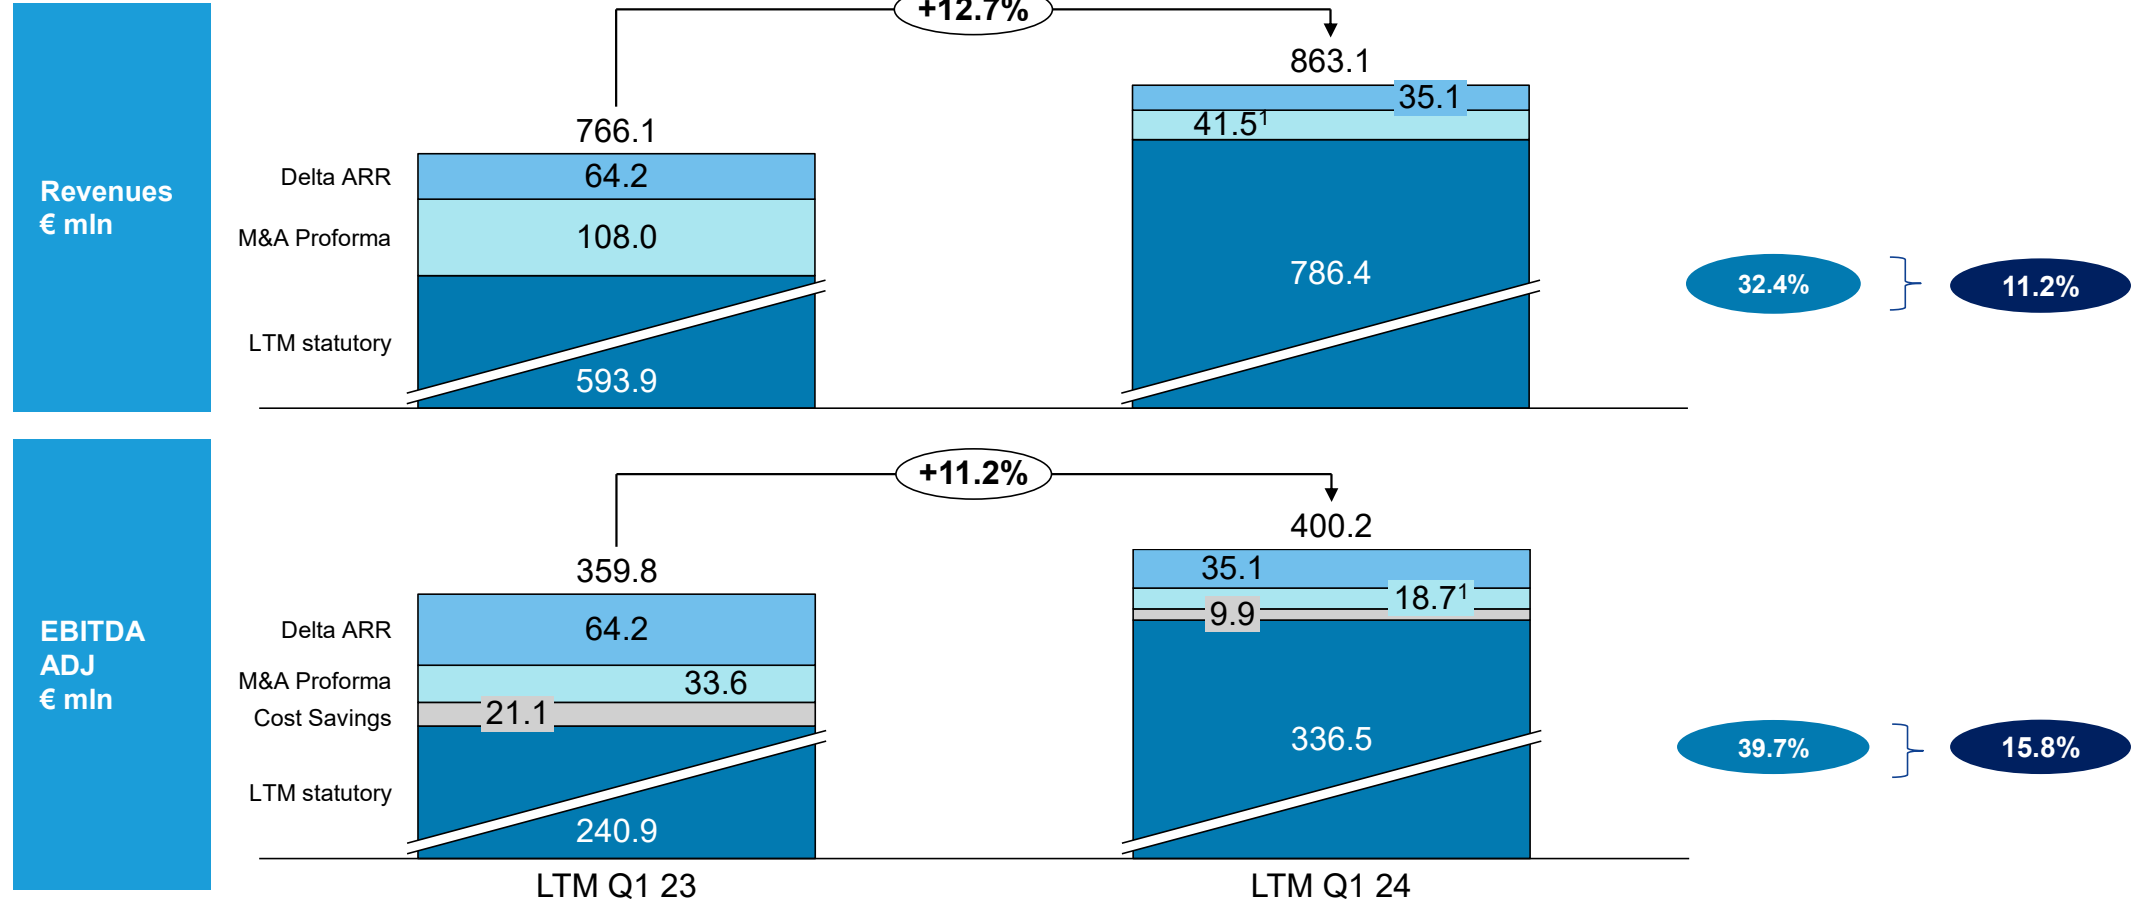 +12.7%
863.1
35.1
41.5¹
766.1
Delta ARR
64.2
Revenues
€ mln
M&A Proforma
108.0
786.4
32.4%
11.2%
LTM statutory
593.9
+11.2%
400.2
359.8
35.1
18.7¹
9.9
EBITDA
ADJ
€ mln
Delta ARR
64.2
M&A Proforma
33.6
Cost Savings
21.1
336.5
39.7%
15.8%
LTM statutory
240.9
LTM Q1 23
LTM Q1 24